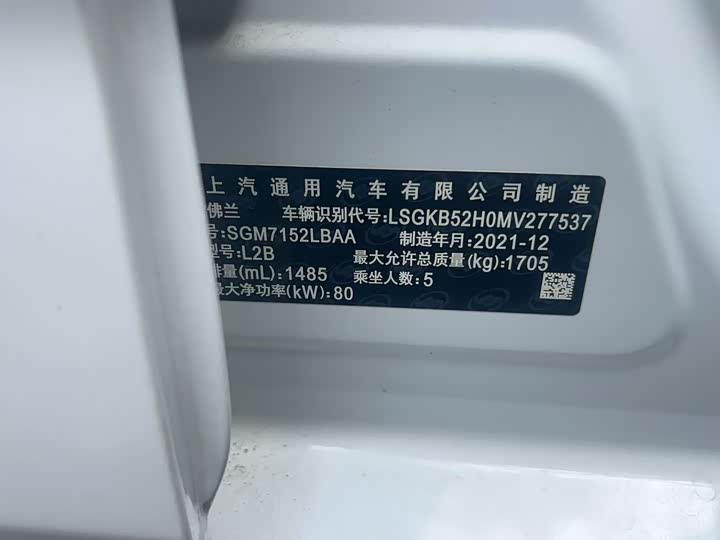 上汽通用汽车有限公司制造
佛兰 车辆识别代号:LSGKB52H0MV277537
号:SGM7152LBAA 制造年月:2021-12
型号:L2B 最大允许总质量(kg):1705
排量(mL):1485 乘坐人数:5
最大净功率(kW):80